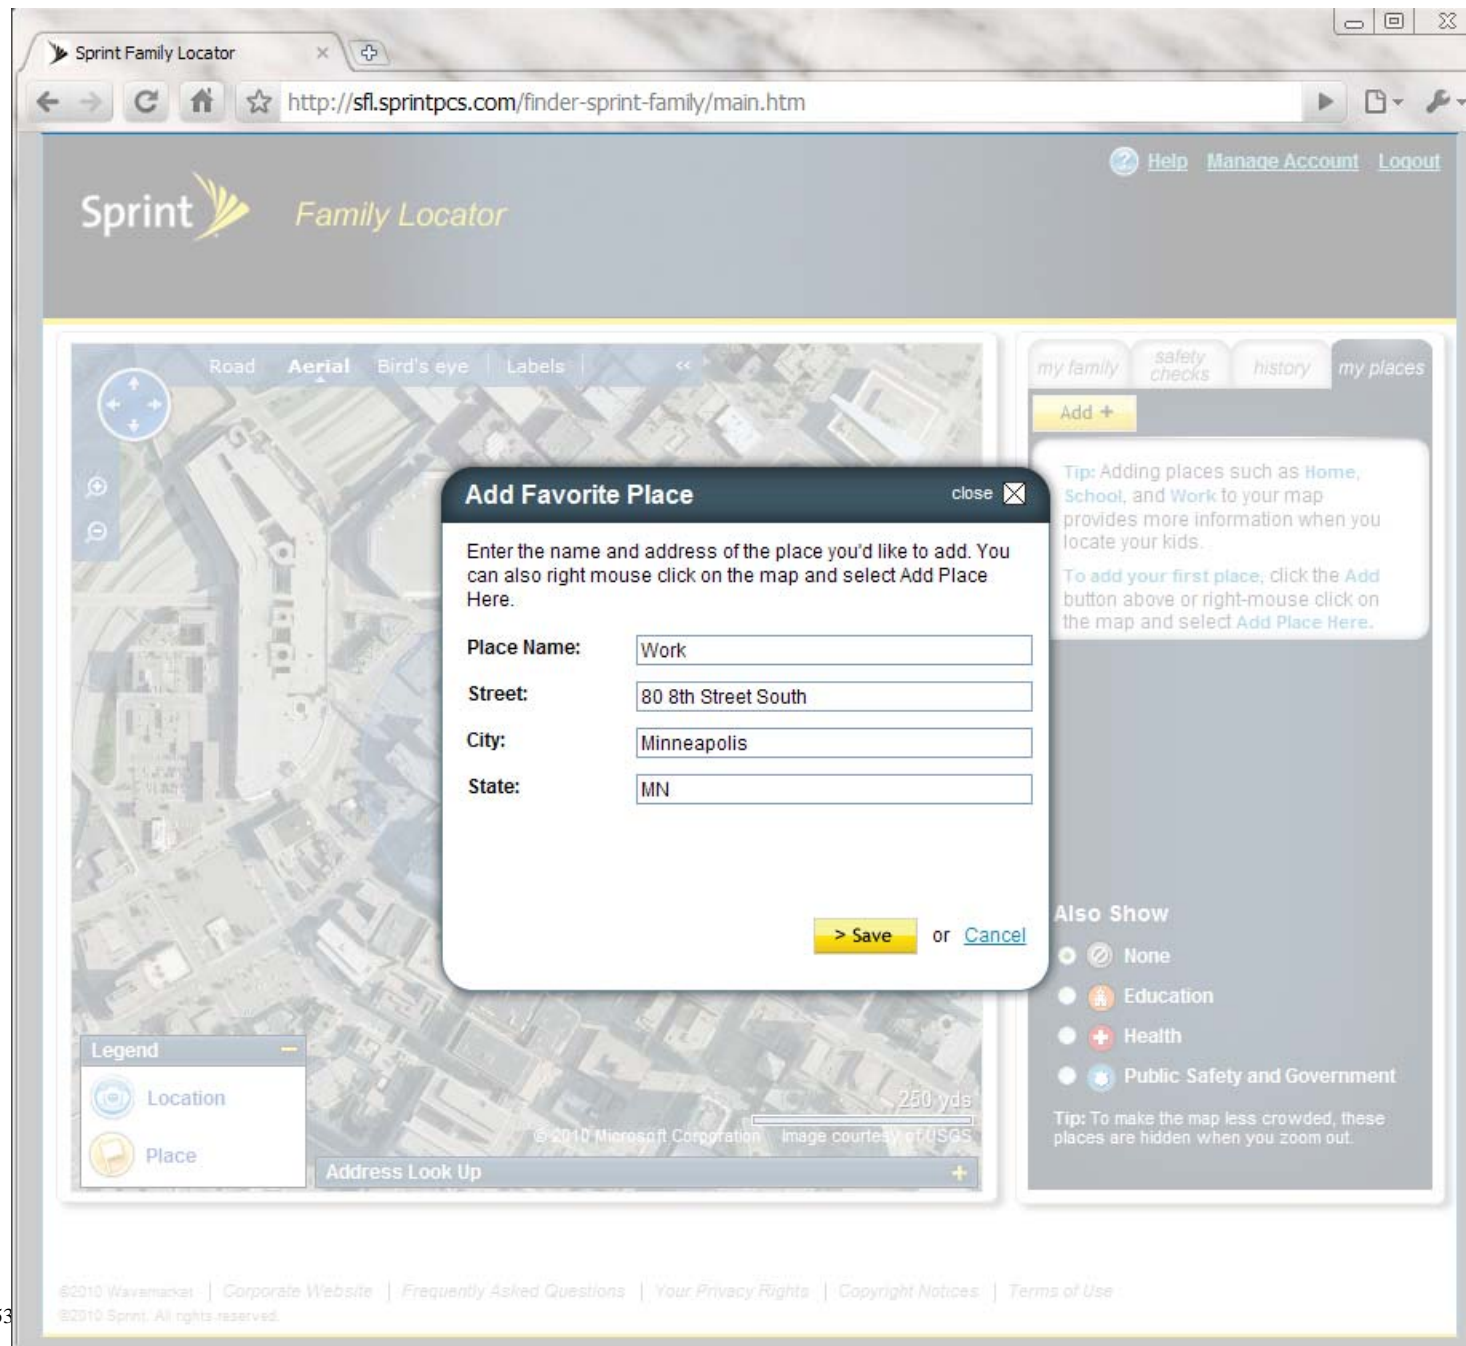 Sprint Family Locator
http://sfl.sprintpcs.com/finder-sprint-family/main.htm
Help Manage Account Logout
Sprint Family Locator
Road Aerial Bird's eye Labels <<
my family safety checks history my places
Add +
Tip: Adding places such as Home,
School, and Work to your map
provides more information when you
locate your kids.
To add your first place, click the Add
button above or right-mouse click on
the map and select Add Place Here.
Add Favorite Place close
Enter the name and address of the place you'd like to add. You
can also right mouse click on the map and select Add Place
Here.
Place Name: Work
Street: 80 8th Street South
City: Minneapolis
State: MN
> Save or Cancel
Also Show
None
Education
Health
Public Safety and Government
Tip: To make the map less crowded, these
places are hidden when you zoom out.
Legend
Location
Place
250 yds
© 2010 Microsoft Corporation Image courtesy of USGS
Address Look Up +
©2010 Wavemarket | Corporate Website | Frequently Asked Questions | Your Privacy Rights | Copyright Notices | Terms of Use
©2010 Sprint. All rights reserved.